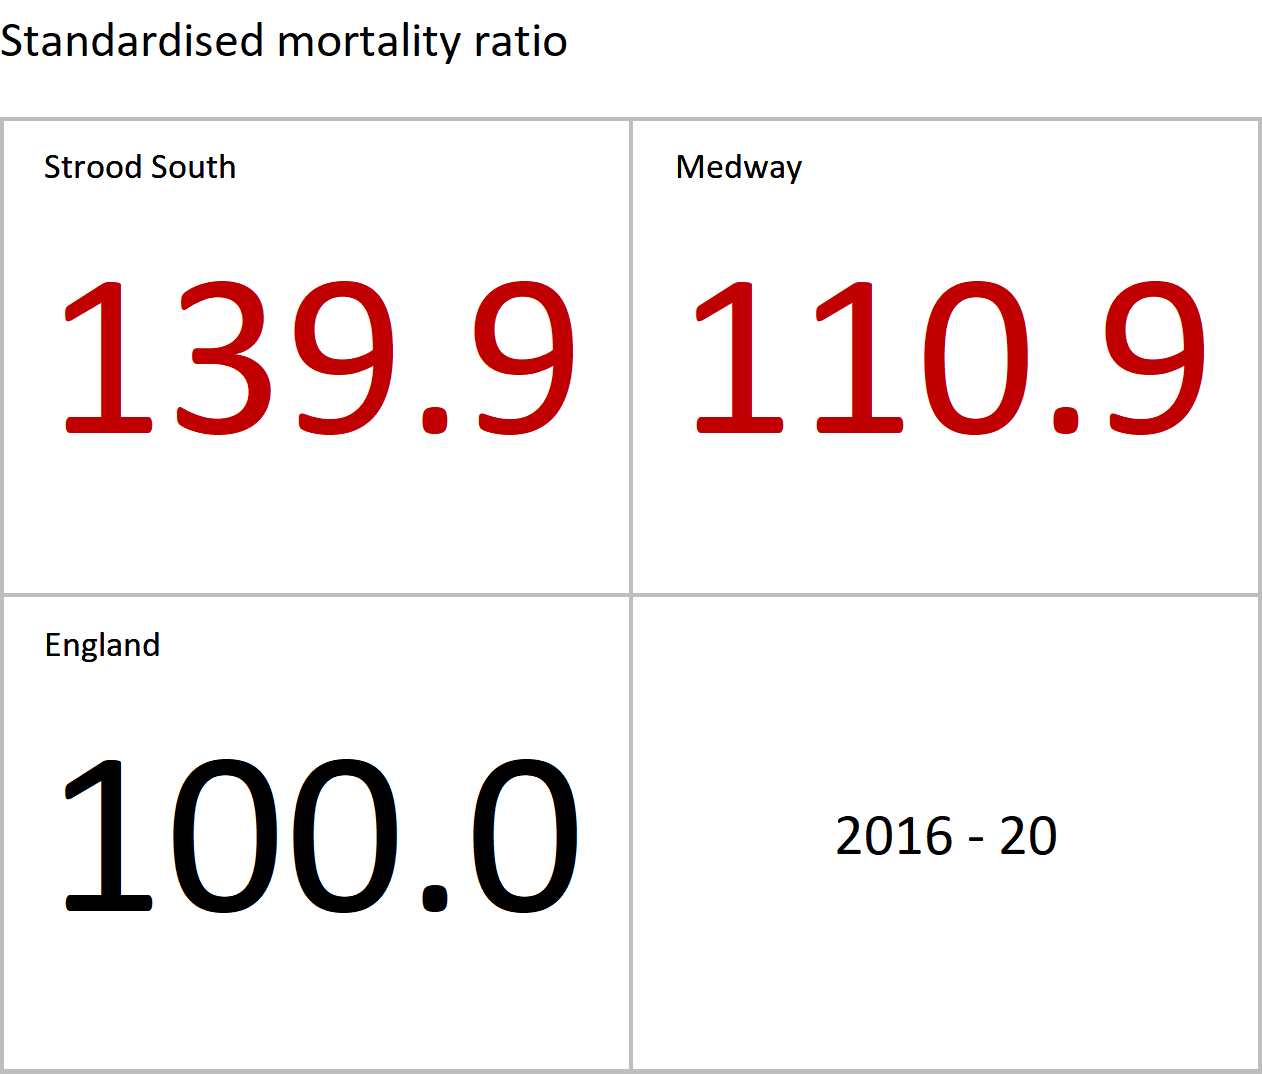 Standardised mortality ratio
Strood South
139.9
Medway
110.9
England
100.0
2016 - 20